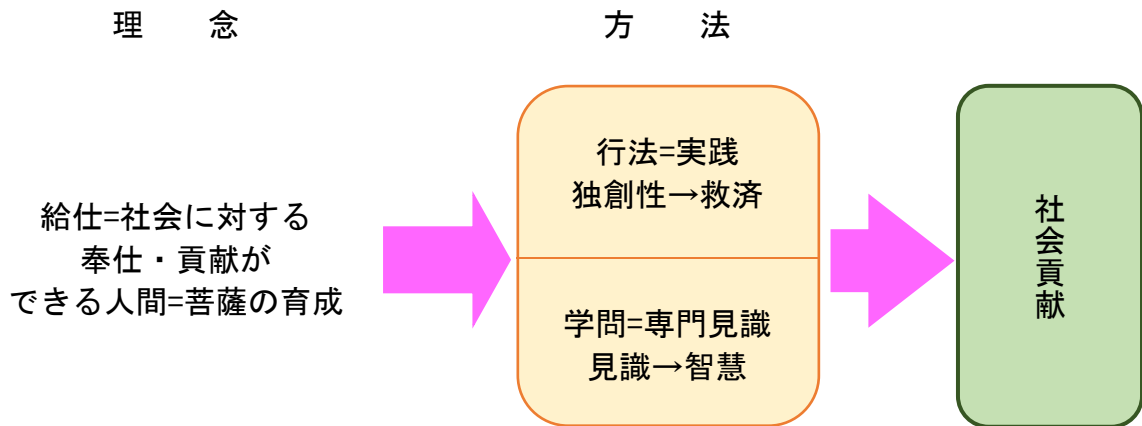 理　　念
方　　法
給仕=社会に対する
奉仕・貢献が
できる人間=菩薩の育成
行法=実践
独創性→救済
学問=専門見識
見識→智慧
社会貢献